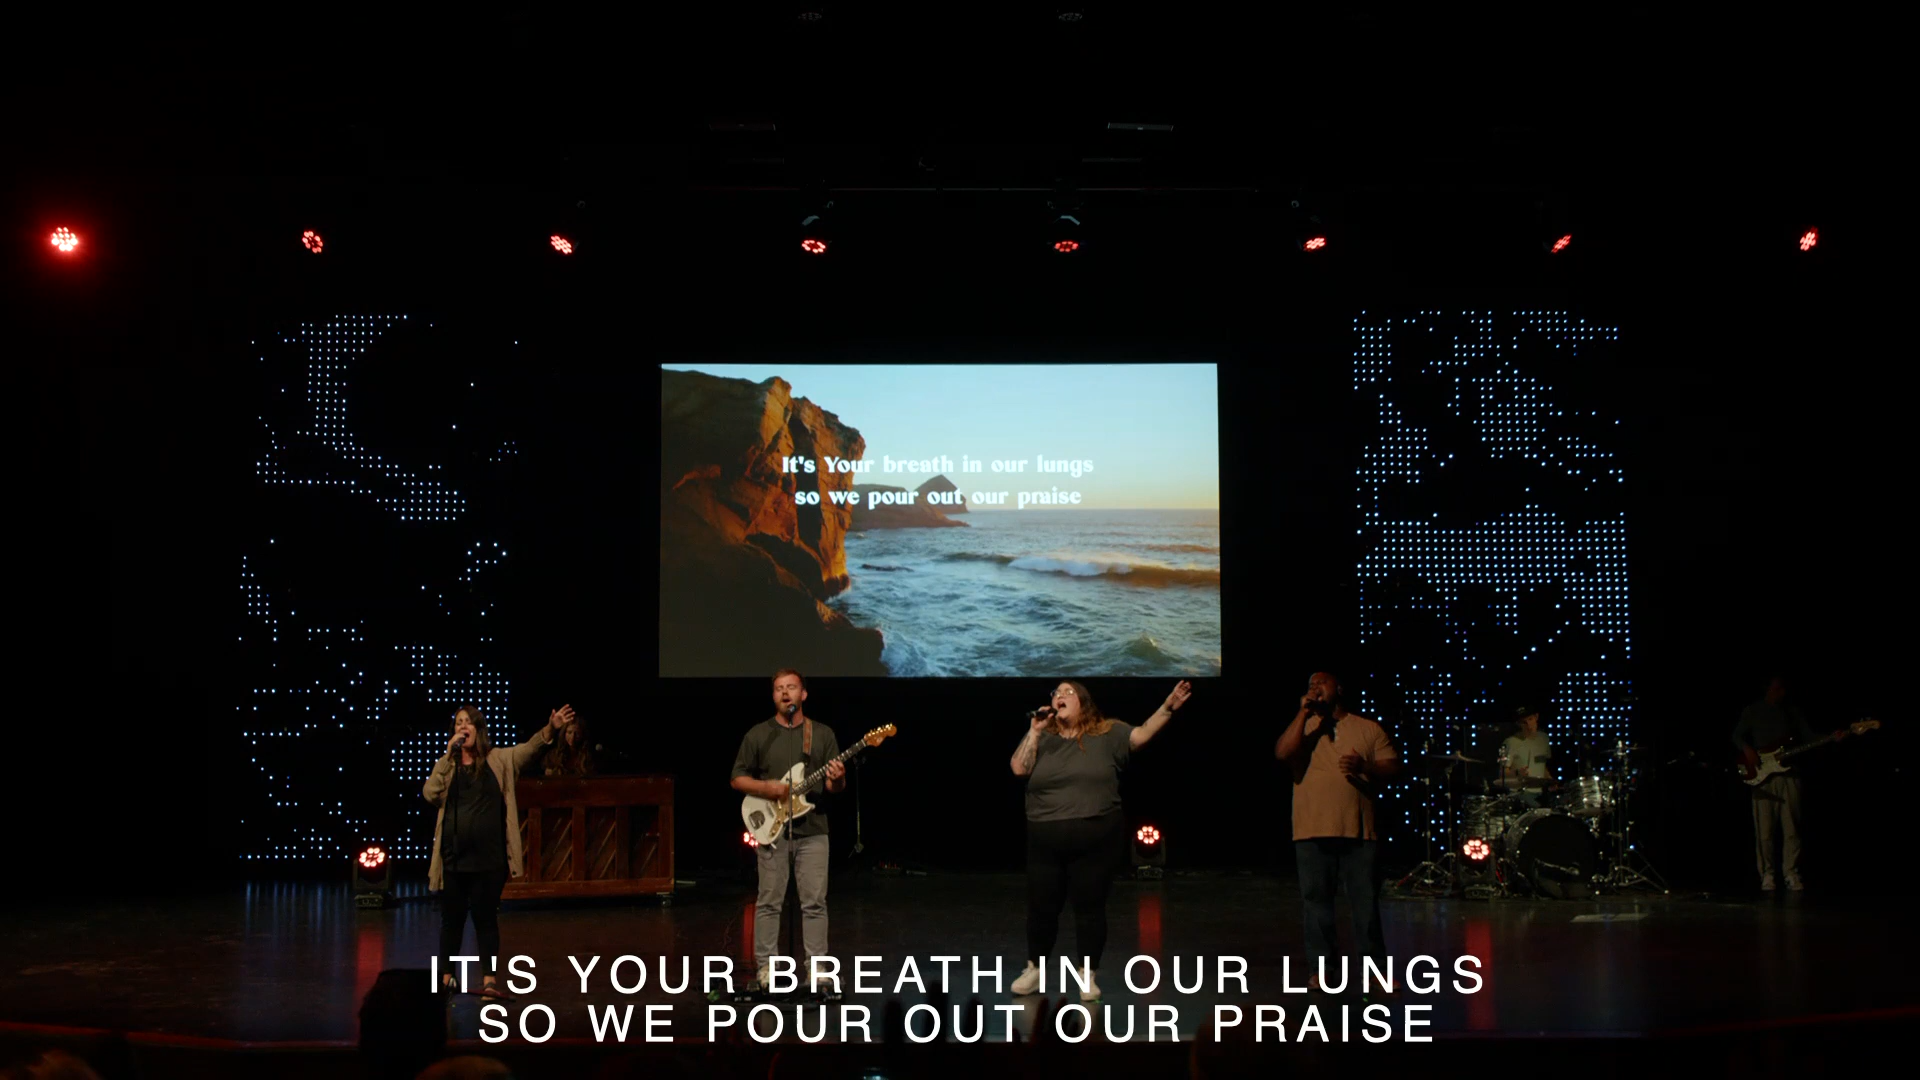 It's Your breath in our lungs
so we pour out our praise
IT'S YOUR BREATH IN OUR LUNGS
SO WE POUR OUT OUR PRAISE